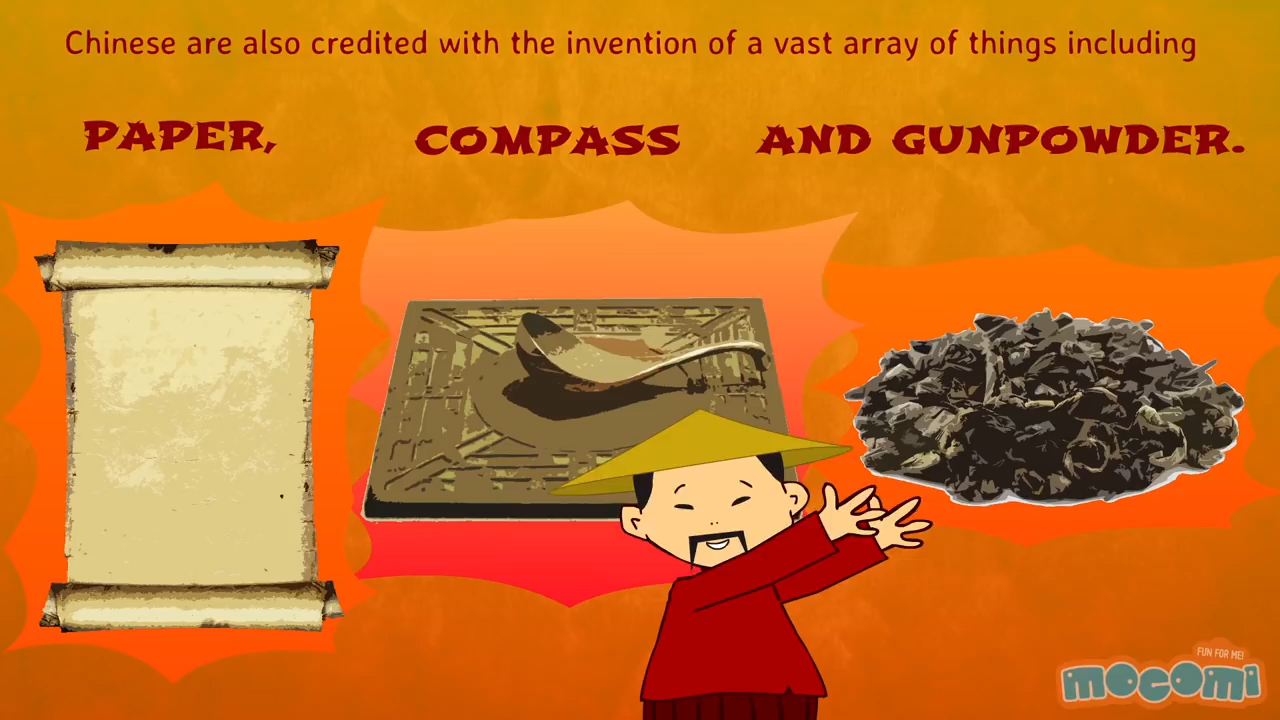 Chinese are also credited with the invention of a vast array of things including
PAPER, COMPASS AND GUNPOWDER.
FUN FOR ME!
mocomi